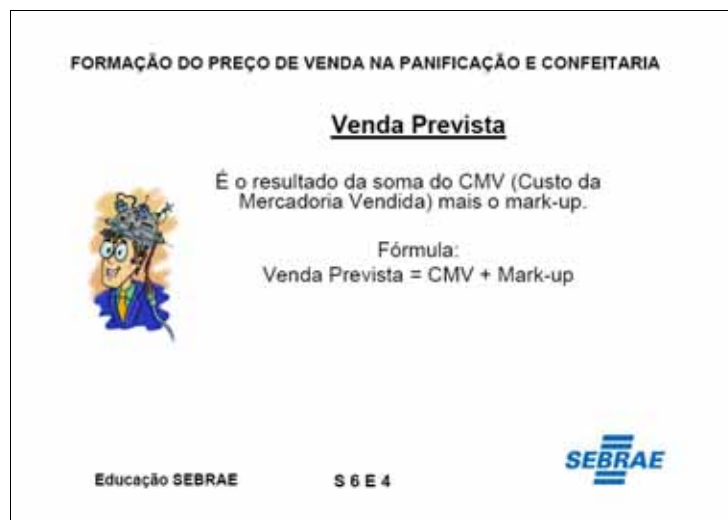 FORMAÇÃO DO PREÇO DE VENDA NA PANIFICAÇÃO E CONFEITARIA
Venda Prevista
É o resultado da soma do CMV (Custo da
Mercadoria Vendida) mais o mark-up.
Fórmula:
Venda Prevista = CMV + Mark-up
SEBRAE
Educação SEBRAE S 6 E 4